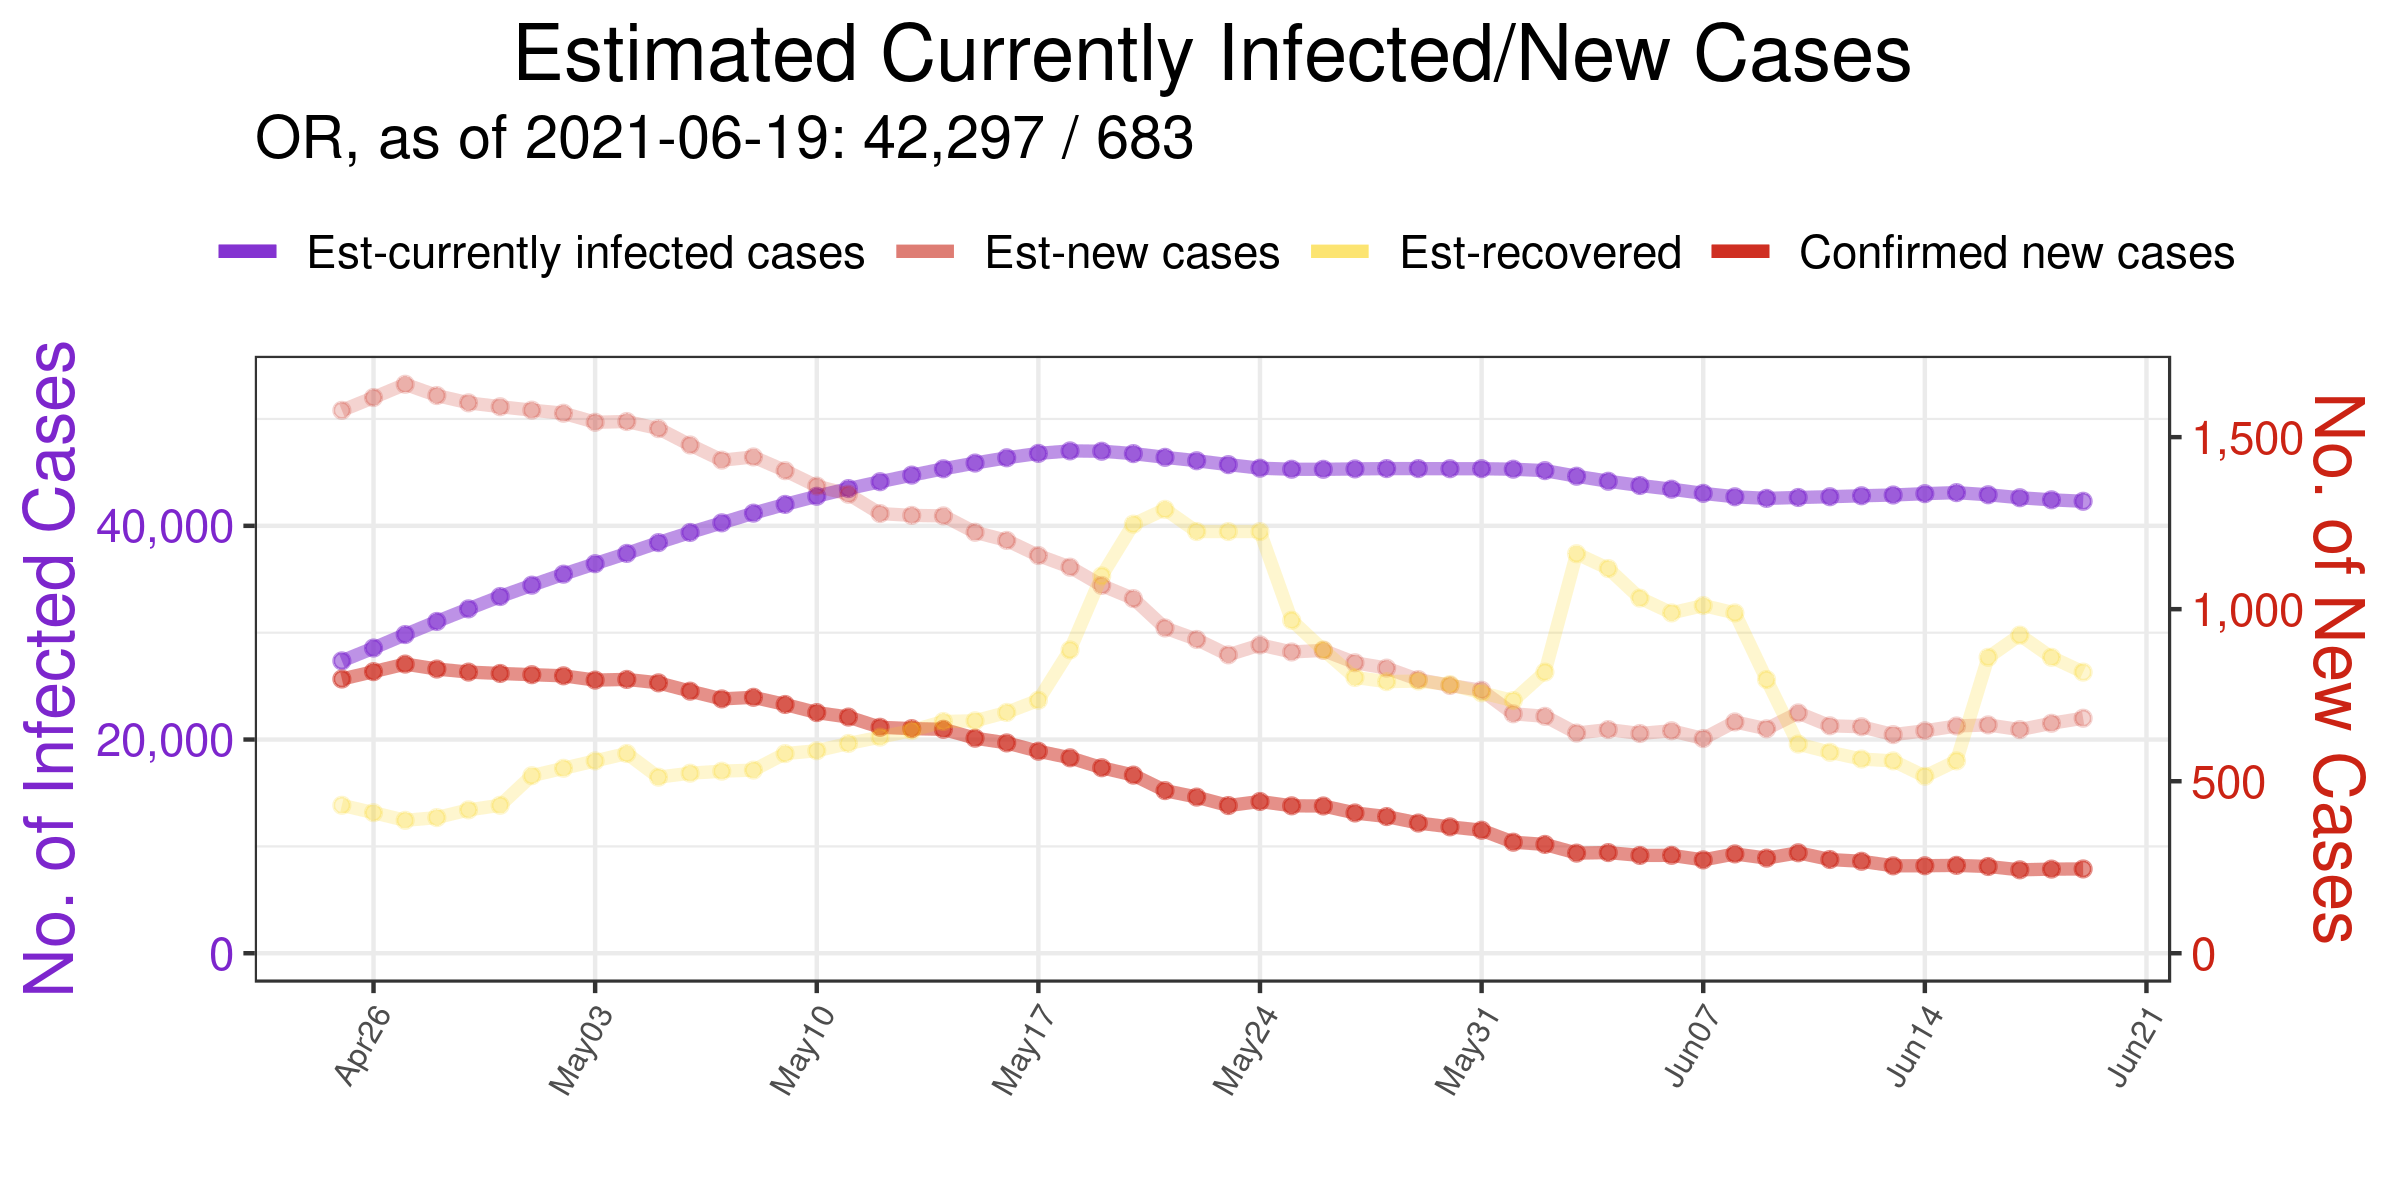 Estimated Currently Infected/New Cases
OR, as of 2021-06-19: 42,297 / 683
Est-currently infected cases Est-new cases Est-recovered Confirmed new cases
No. of Infected Cases
40,000
20,000
0
1,500
1,000
500
0
No. of New Cases
Apr26 May03 May10 May17 May24 May31 Jun07 Jun14 Jun21